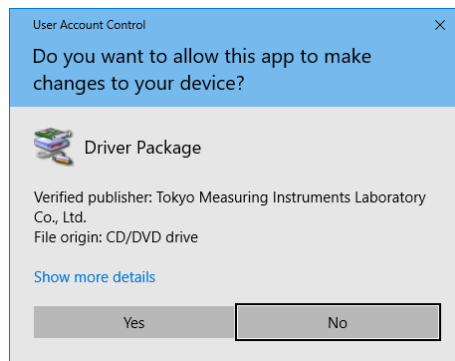 User Account Control
Do you want to allow this app to make
changes to your device?
Driver Package
Verified publisher: Tokyo Measuring Instruments Laboratory
Co., Ltd.
File origin: CD/DVD drive
Show more details
Yes
No